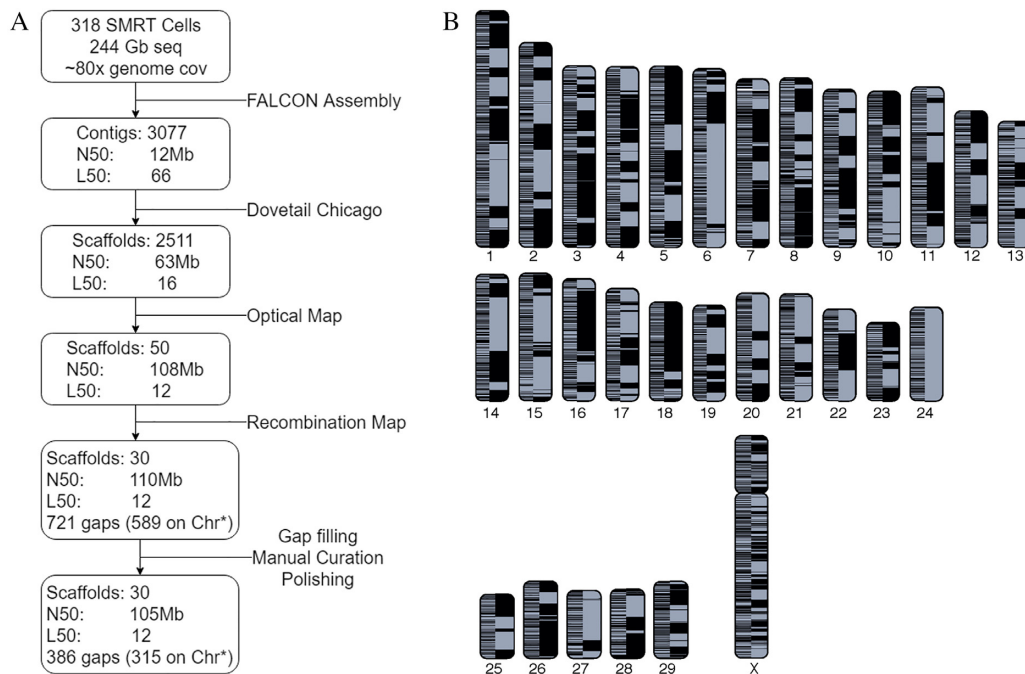 A
318 SMRT Cells
244 Gb seq
~80x genome cov
FALCON Assembly
Contigs: 3077
N50: 12Mb
L50: 66
Dovetail Chicago
Scaffolds: 2511
N50: 63Mb
L50: 16
Optical Map
Scaffolds: 50
N50: 108Mb
L50: 12
Recombination Map
Scaffolds: 30
N50: 110Mb
L50: 12
721 gaps (589 on Chr*)
Gap filling
Manual Curation
Polishing
Scaffolds: 30
N50: 105Mb
L50: 12
386 gaps (315 on Chr*)
B
1 2 3 4 5 6 7 8 9 10 11 12 13
14 15 16 17 18 19 20 21 22 23 24
25 26 27 28 29 X